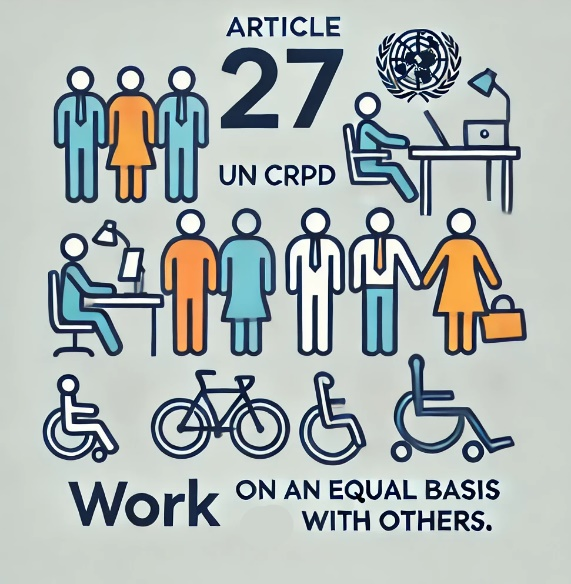 ARTICLE
27
UN CRPD
Work ON AN EQUAL BASIS
WITH OTHERS.